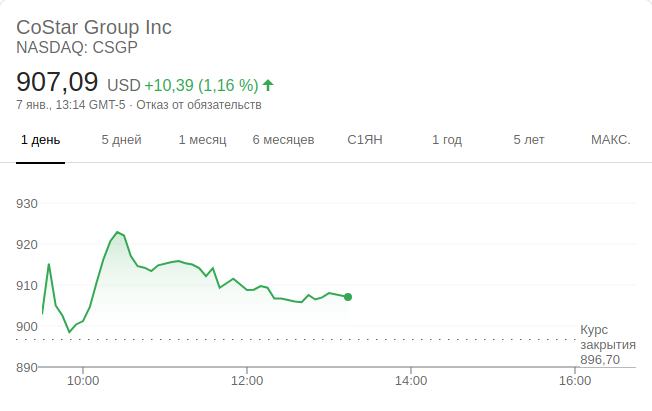 CoStar Group Inc
NASDAQ: CSGP
907,09 USD +10,39 (1,16 %)
7 янв., 13:14 GMT-5 · Отказ от обязательств
1 день 5 дней 1 месяц 6 месяцев С1ЯН 1 год 5 лет МАКС.
930
920
910
900
Курс
закрытия
896,70
890
10:00 12:00 14:00 16:00